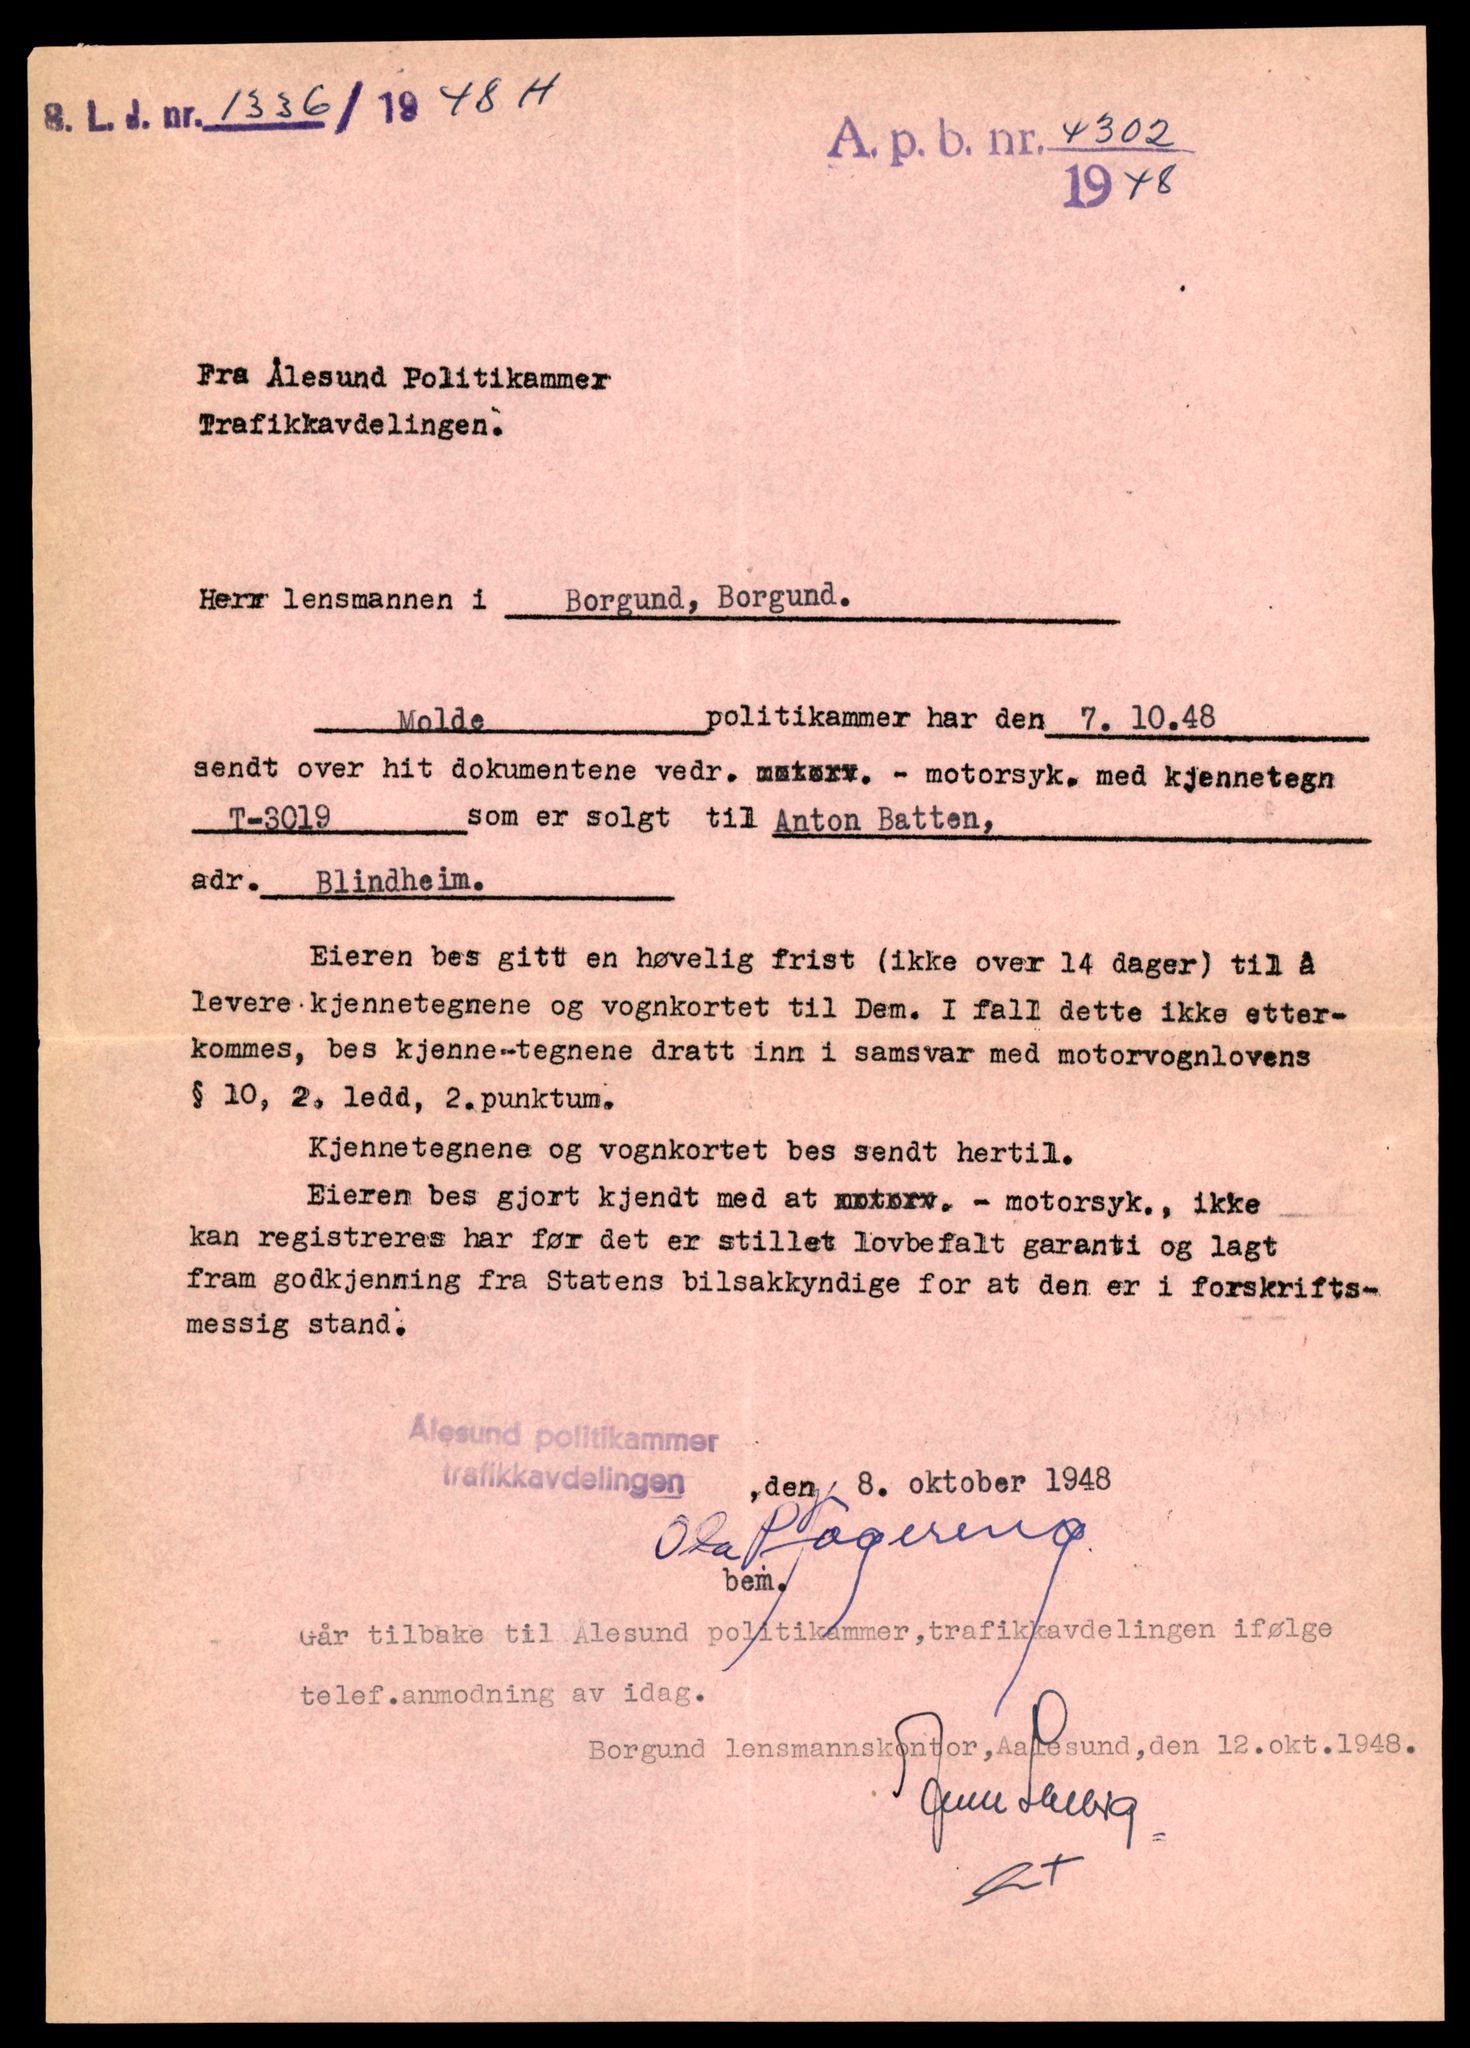 B. L. J. nr. 1336 / 1948 H
A. p. b. nr. 4302
1948
Fra Ålesund Politikammer
Trafikkavdelingen.
Herr lensmannen i Borgund, Borgund.
Molde politikammer har den 7. 10.48
sendt over hit dokumentene vedr. motorv. - motorsyk. med kjennetegn
T-3019 som er solgt til Anton Batten,
adr. Blindheim.
Eieren bes gitt en høvelig frist (ikke over 14 dager) til å
levere kjennetegnene og vognkortet til Dem. I fall dette ikke etter-
kommes, bes kjenne-tegnene dratt inn i samsvar med motorvognlovens
§ 10, 2. ledd, 2.punktum.
Kjennetegnene og vognkortet bes sendt hertil.
Eieren bes gjort kjendt med at motorv. - motorsyk., ikke
kan registreres har før det er stillet lovbefalt garanti og lagt
fram godkjenning fra Statens bilsakkyndige for at den er i forskrifts-
messig stand.
Ålesund politikammer
trafikkavdelingen ,den 8. oktober 1948
Ola
bem.
Går tilbake til Ålesund politikammer,trafikkavdelingen ifølge
telef.anmodning av idag.
Borgund lensmannskontor,Aalesund,den 12.okt.1948.